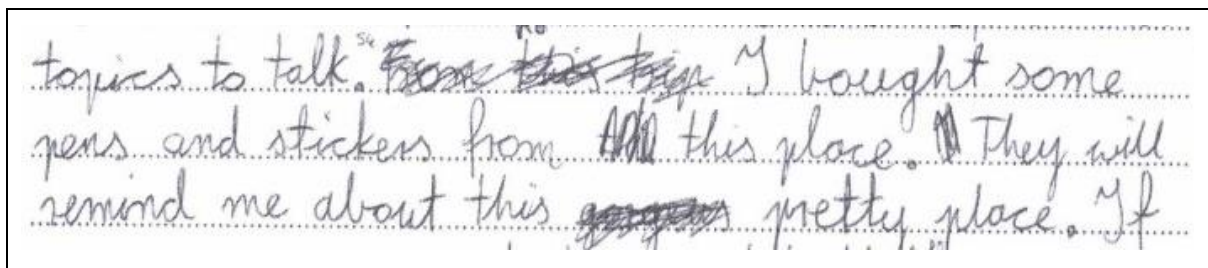 topics to talk. I bought some
pens and stickers from this place. They will
remind me about this pretty place. If